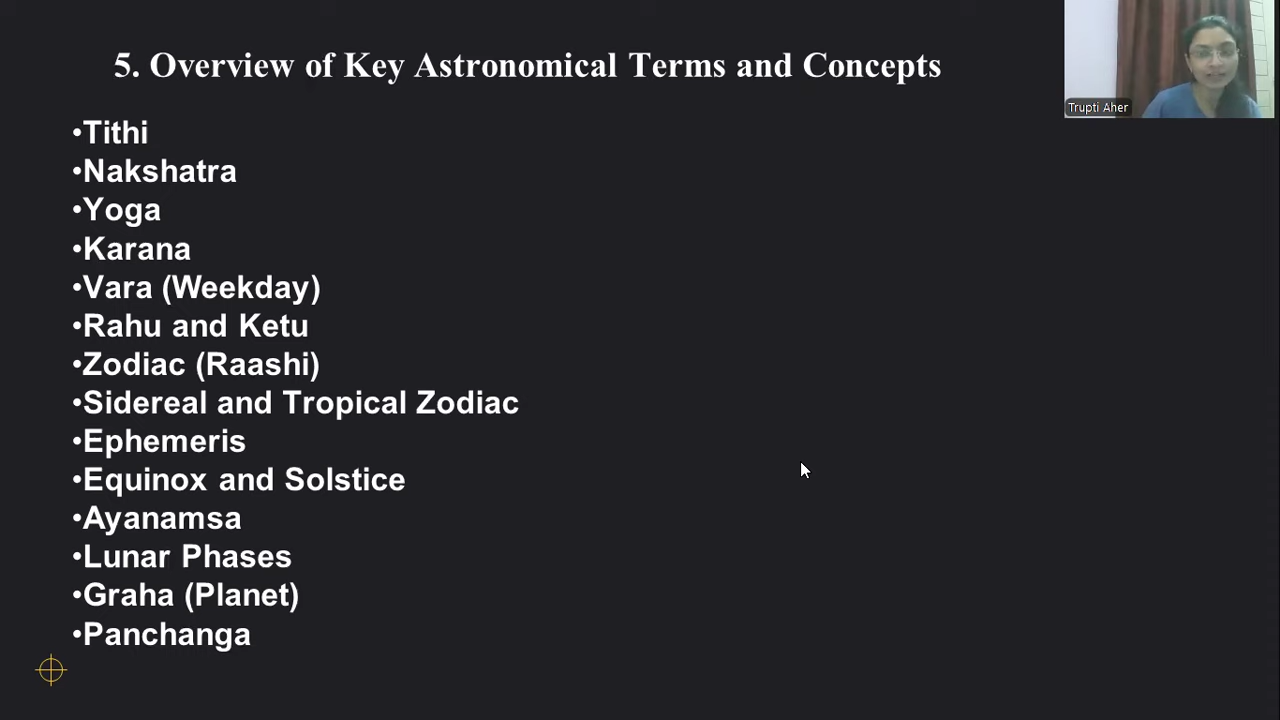 5. Overview of Key Astronomical Terms and Concepts
Trupti Aher
•Tithi
•Nakshatra
•Yoga
•Karana
•Vara (Weekday)
•Rahu and Ketu
•Zodiac (Raashi)
•Sidereal and Tropical Zodiac
•Ephemeris
•Equinox and Solstice
•Ayanamsa
•Lunar Phases
•Graha (Planet)
•Panchanga